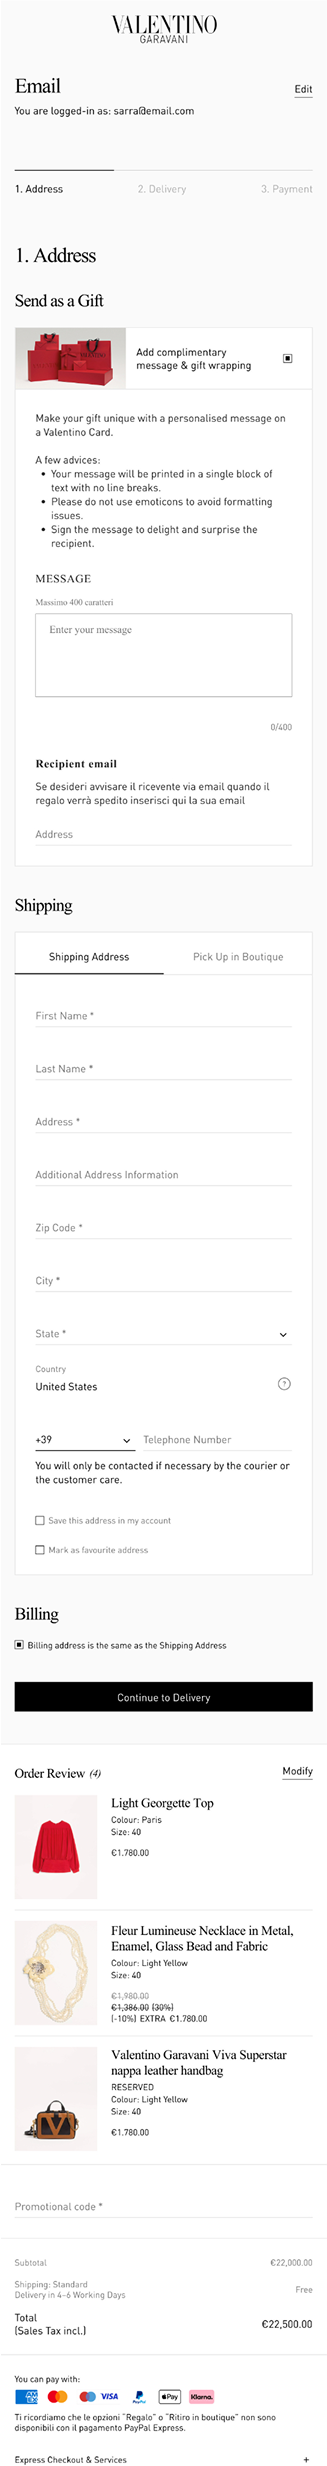 VALENTINO
GARAVANI
Email
Edit
You are logged-in as: sarra@email.com
1. Address
2. Delivery
3. Payment
1. Address
Send as a Gift
Add complimentary
message & gift wrapping
Make your gift unique with a personalised message on
a Valentino Card.
A few advices:
• Your message will be printed in a single block of
text with no line breaks.
• Please do not use emoticons to avoid formatting
issues.
• Sign the message to delight and surprise the
recipient.
MESSAGE
Massimo 400 caratteri
Enter your message
0/400
Recipient email
Se desideri avvisare il ricevente via email quando il
regalo verrà spedito inserisci qui la sua email
Address
Shipping
Shipping Address
Pick Up in Boutique
First Name *
Last Name *
Address *
Additional Address Information
Zip Code *
City *
State *
Country
United States
?
+39
Telephone Number
You will only be contacted if necessary by the courier or
the customer care.
Save this address in my account
Mark as favourite address
Billing
Billing address is the same as the Shipping Address
Continue to Delivery
Order Review (4)
Modify
Light Georgette Top
Colour: Paris
Size: 40
€1.780.00
Fleur Lumineuse Necklace in Metal,
Enamel, Glass Bead and Fabric
Colour: Light Yellow
Size: 40
€1,980.00
€1,386.00 (30%)
(-10%) EXTRA €1.780.00
Valentino Garavani Viva Superstar
nappa leather handbag
RESERVED
Colour: Light Yellow
Size: 40
€1.780.00
Promotional code *
Subtotal
€22,000.00
Shipping: Standard
Delivery in 4-6 Working Days
Free
Total
(Sales Tax incl.)
€22,500.00
You can pay with:
AMEX
VISA
PayPal
Pay
Klarna.
Ti ricordiamo che le opzioni "Regalo" o "Ritiro in boutique" non sono
disponibili con il pagamento PayPal Express.
Express Checkout & Services
+